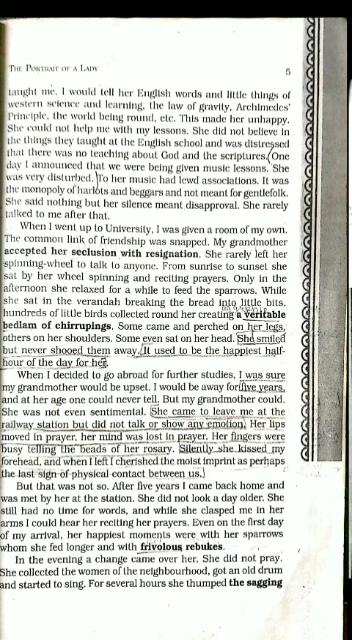 THE PORTRAIT OF A LADY
5
taught me. I would tell her English words and little things of
western science and learning, the law of gravity, Archimedes'
Principle, the world being round, etc. This made her unhappy.
She could not help me with my lessons. She did not believe in
the things they taught at the English school and was distressed
that there was no teaching about God and the scriptures. One
day I announced that we were being given music lessons. She
was very disturbed. To her music had lewd associations. It was
the monopoly of harlots and beggars and not meant for gentlefolk.
She said nothing but her silence meant disapproval. She rarely
talked to me after that.
When I went up to University, I was given a room of my own.
The common link of friendship was snapped. My grandmother
accepted her seclusion with resignation. She rarely left her
spinning-wheel to talk to anyone. From sunrise to sunset she
sat by her wheel spinning and reciting prayers. Only in the
afternoon she relaxed for a while to feed the sparrows. While
she sat in the verandah breaking the bread into little bits,
hundreds of little birds collected round her creating a veritable
bedlam of chirrupings. Some came and perched on her legs,
others on her shoulders. Some even sat on her head. She smiled
but never shooed them away. It used to be the happiest half-
hour of the day for her.
When I decided to go abroad for further studies, I was sure
my grandmother would be upset. I would be away for five years,
and at her age one could never tell. But my grandmother could.
She was not even sentimental. She came to leave me at the
railway station but did not talk or show any emotion. Her lips
moved in prayer, her mind was lost in prayer. Her fingers were
busy telling the beads of her rosary. Silently she kissed my
forehead, and when I left I cherished the moist imprint as perhaps
the last sign of physical contact between us.
But that was not so. After five years I came back home and
was met by her at the station. She did not look a day older. She
still had no time for words, and while she clasped me in her
arms I could hear her reciting her prayers. Even on the first day
of my arrival, her happiest moments were with her sparrows
whom she fed longer and with frivolous rebukes.
In the evening a change came over her. She did not pray.
She collected the women of the neighbourhood, got an old drum
and started to sing. For several hours she thumped the sagging